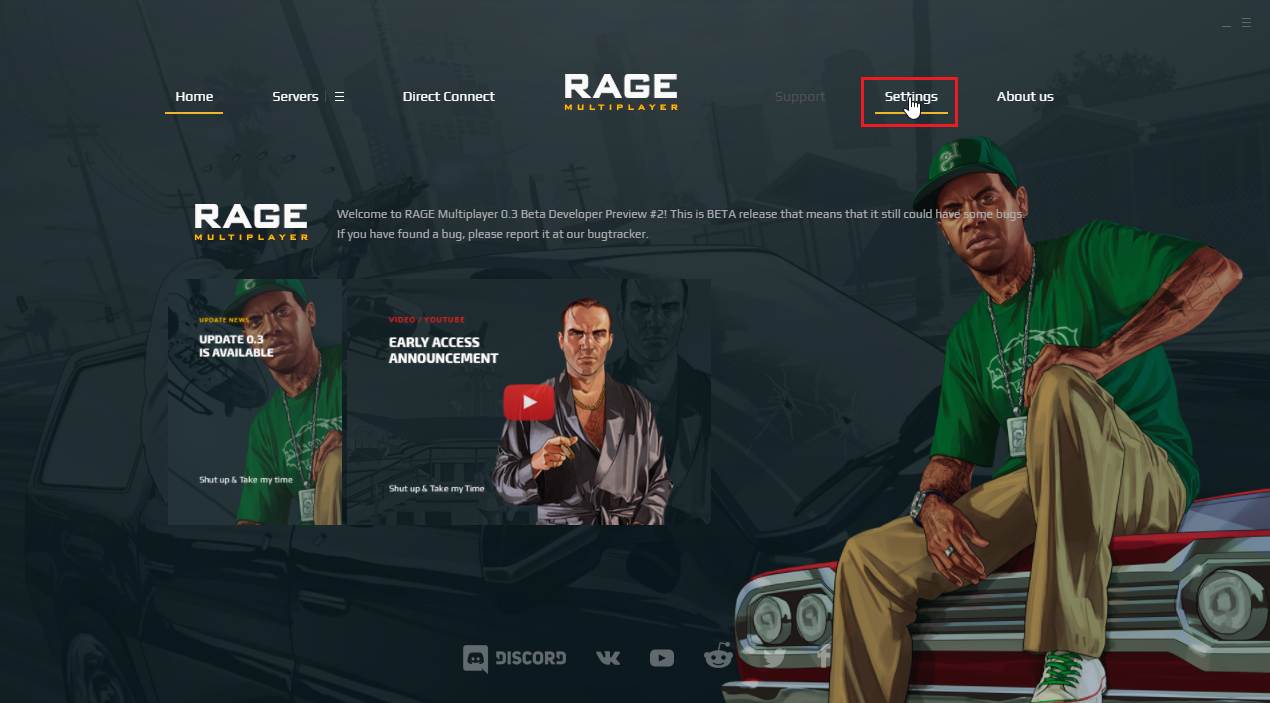 Home
Servers
Direct Connect
RAGE
MULTIPLAYER
Support
Settings
About us
RAGE
MULTIPLAYER
Welcome to RAGE Multiplayer 0.3 Beta Developer Preview #2! This is BETA release that means that it still could have some bugs.
If you have found a bug, please report it at our bugtracker.
UPDATE NEWS
UPDATE 0.3
IS AVAILABLE
Shut up & Take my time
VIDEO / YOUTUBE
EARLY ACCESS
ANNOUNCEMENT
Shut up & Take my Time
DISCORD